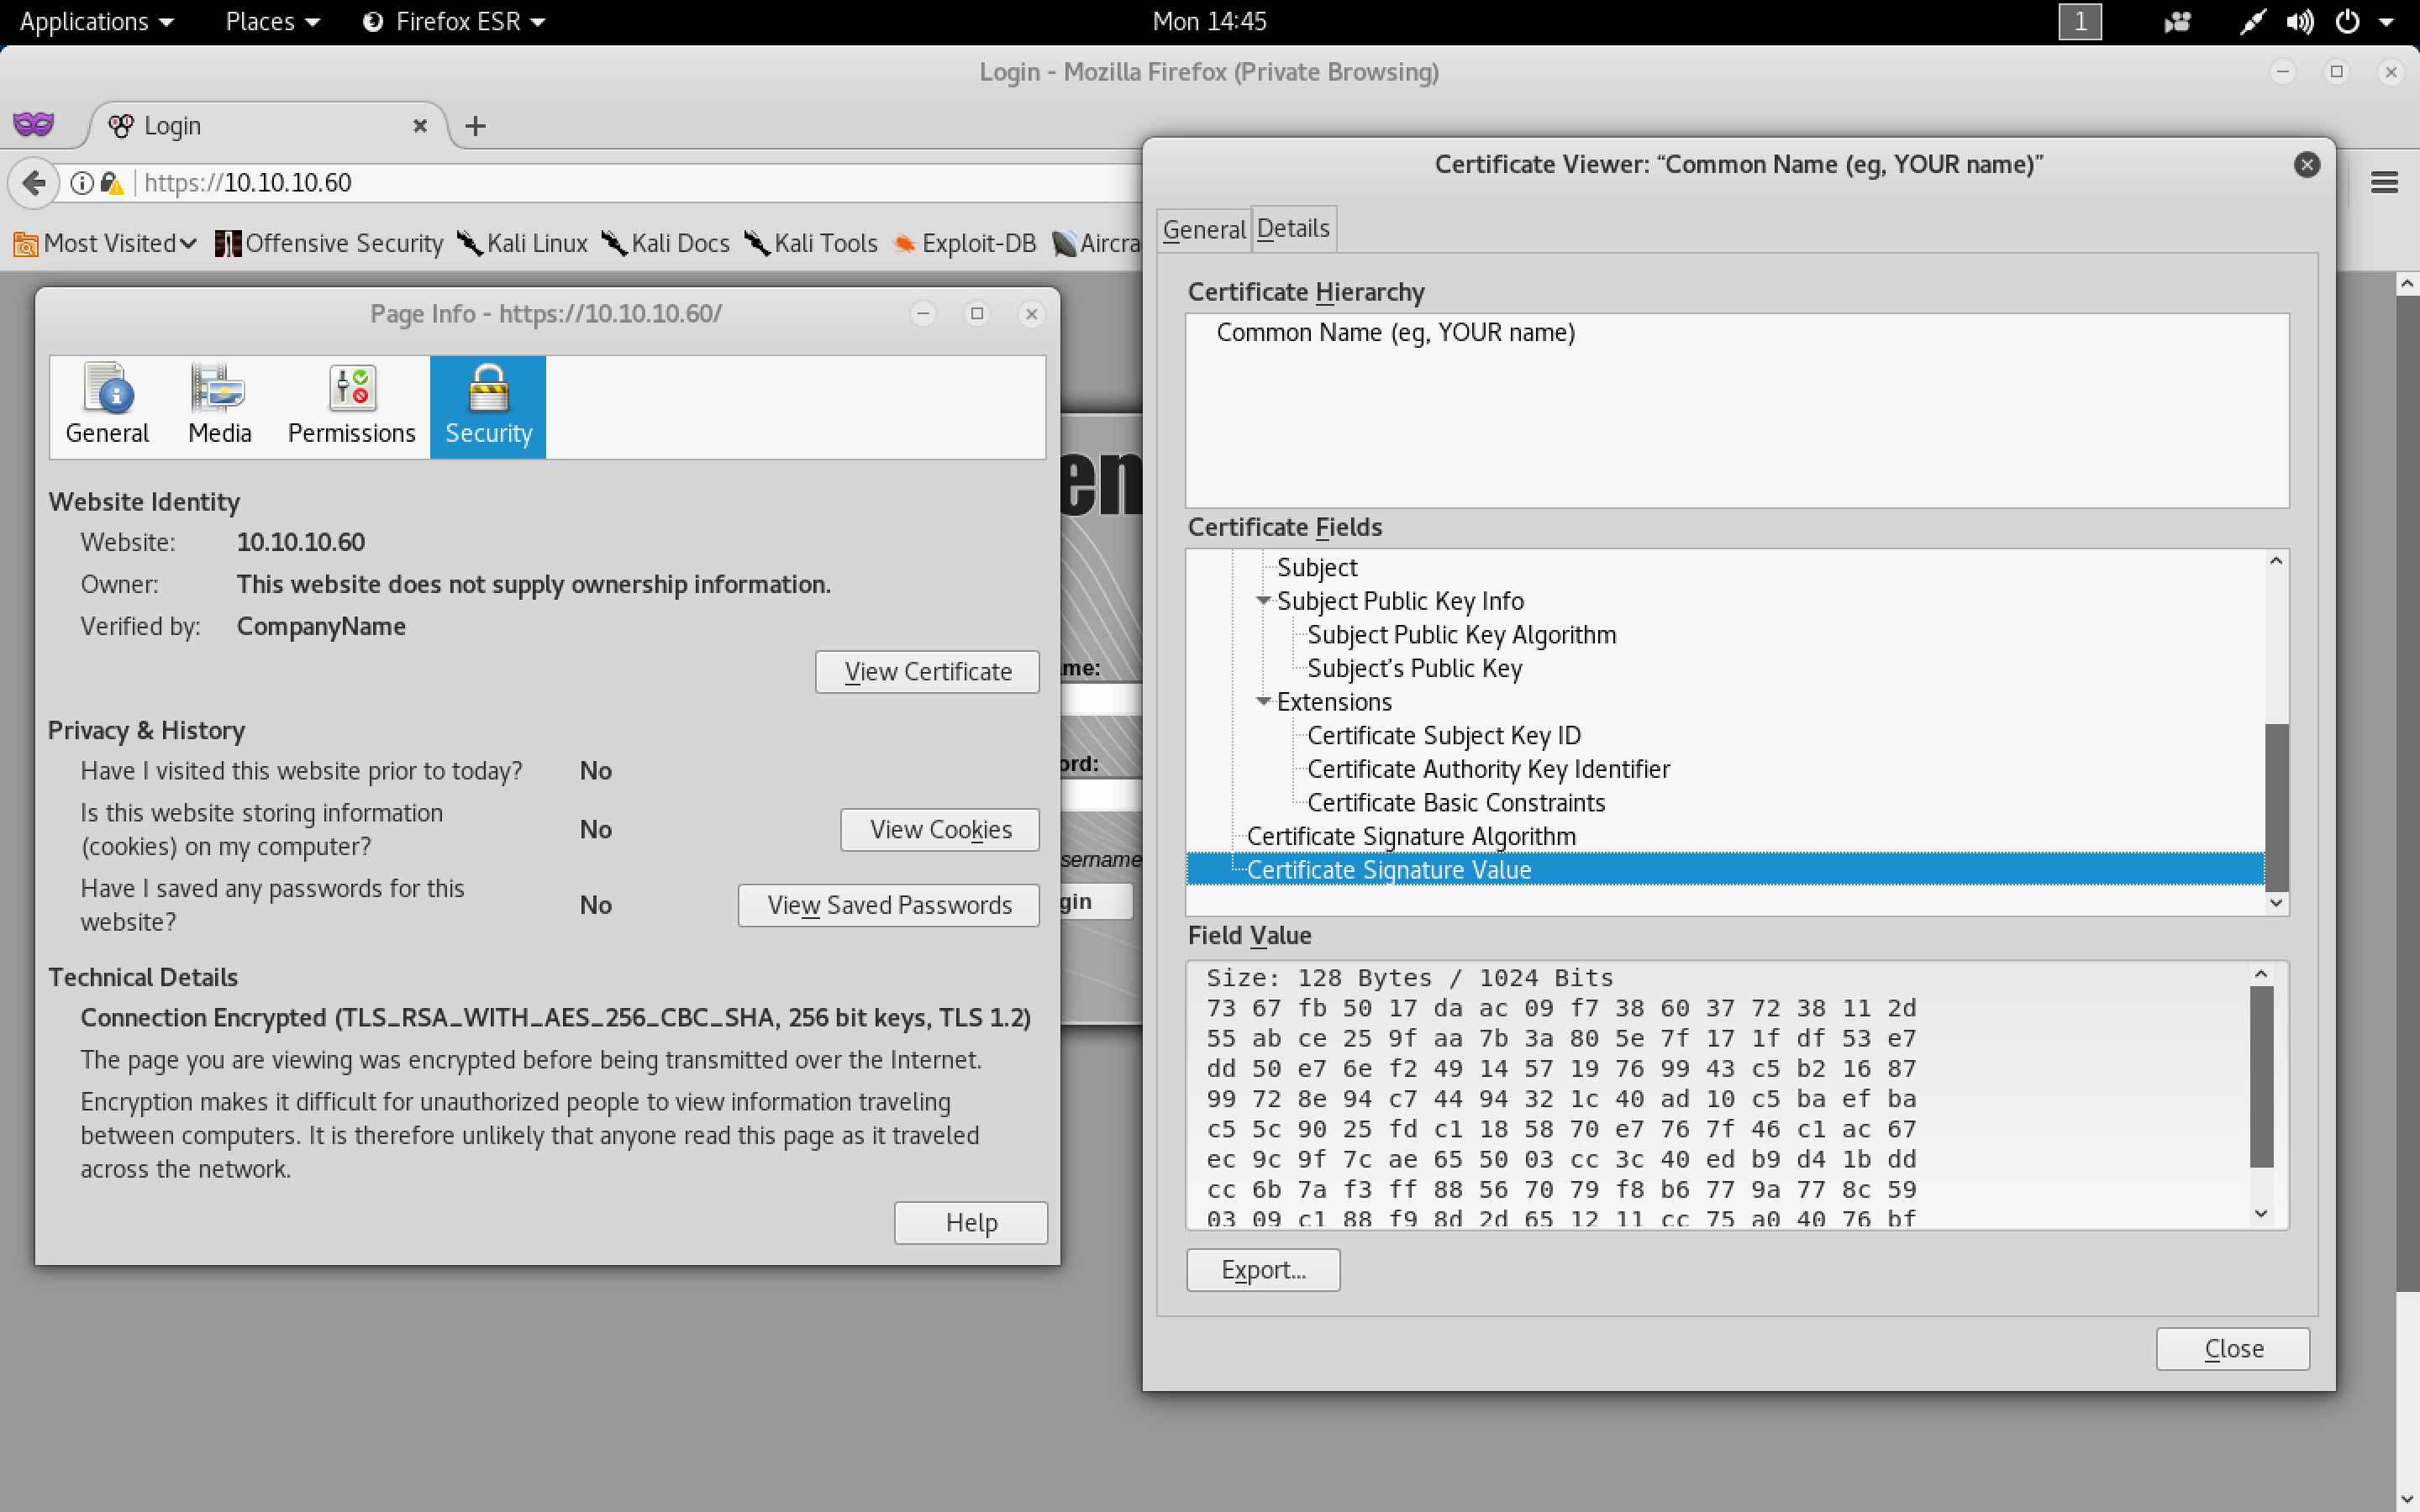 Applications Places Firefox ESR Mon 14:45 1
Login - Mozilla Firefox (Private Browsing)
Login
https://10.10.10.60
Most Visited Offensive Security Kali Linux Kali Docs Kali Tools Exploit-DB Aircra
Page Info - https://10.10.10.60/
General Media Permissions Security
Website Identity
Website: 10.10.10.60
Owner: This website does not supply ownership information.
Verified by: CompanyName
View Certificate
Privacy & History
Have I visited this website prior to today? No
Is this website storing information
(cookies) on my computer? No View Cookies
Have I saved any passwords for this
website? No View Saved Passwords
Technical Details
Connection Encrypted (TLS_RSA_WITH_AES_256_CBC_SHA, 256 bit keys, TLS 1.2)
The page you are viewing was encrypted before being transmitted over the Internet.
Encryption makes it difficult for unauthorized people to view information traveling
between computers. It is therefore unlikely that anyone read this page as it traveled
across the network.
Help
en
ame:
ord:
sername
gin
Certificate Viewer: “Common Name (eg, YOUR name)”
General Details
Certificate Hierarchy
Common Name (eg, YOUR name)
Certificate Fields
Subject
Subject Public Key Info
Subject Public Key Algorithm
Subject’s Public Key
Extensions
Certificate Subject Key ID
Certificate Authority Key Identifier
Certificate Basic Constraints
Certificate Signature Algorithm
Certificate Signature Value
Field Value
Size: 128 Bytes / 1024 Bits
73 67 fb 50 17 da ac 09 f7 38 60 37 72 38 11 2d
55 ab ce 25 9f aa 7b 3a 80 5e 7f 17 1f df 53 e7
dd 50 e7 6e f2 49 14 57 19 76 99 43 c5 b2 16 87
99 72 8e 94 c7 44 94 32 1c 40 ad 10 c5 ba ef ba
c5 5c 90 25 fd c1 18 58 70 e7 76 7f 46 c1 ac 67
ec 9c 9f 7c ae 65 50 03 cc 3c 40 ed b9 d4 1b dd
cc 6b 7a f3 ff 88 56 70 79 f8 b6 77 9a 77 8c 59
03 09 c1 88 f9 8d 2d 65 12 11 cc 75 a0 40 76 bf
Export...
Close